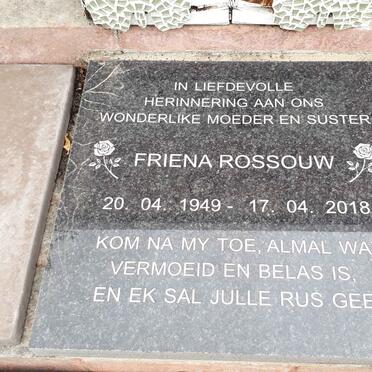 IN LIEFDEVOLLE
HERINNERING AAN ONS
WONDERLIKE MOEDER EN SUSTER
FRIENA ROSSOUW
20. 04. 1949 - 17. 04. 2018
KOM NA MY TOE, ALMAL WA
VERMOEID EN BELAS IS,
EN EK SAL JULLE RUS GEE